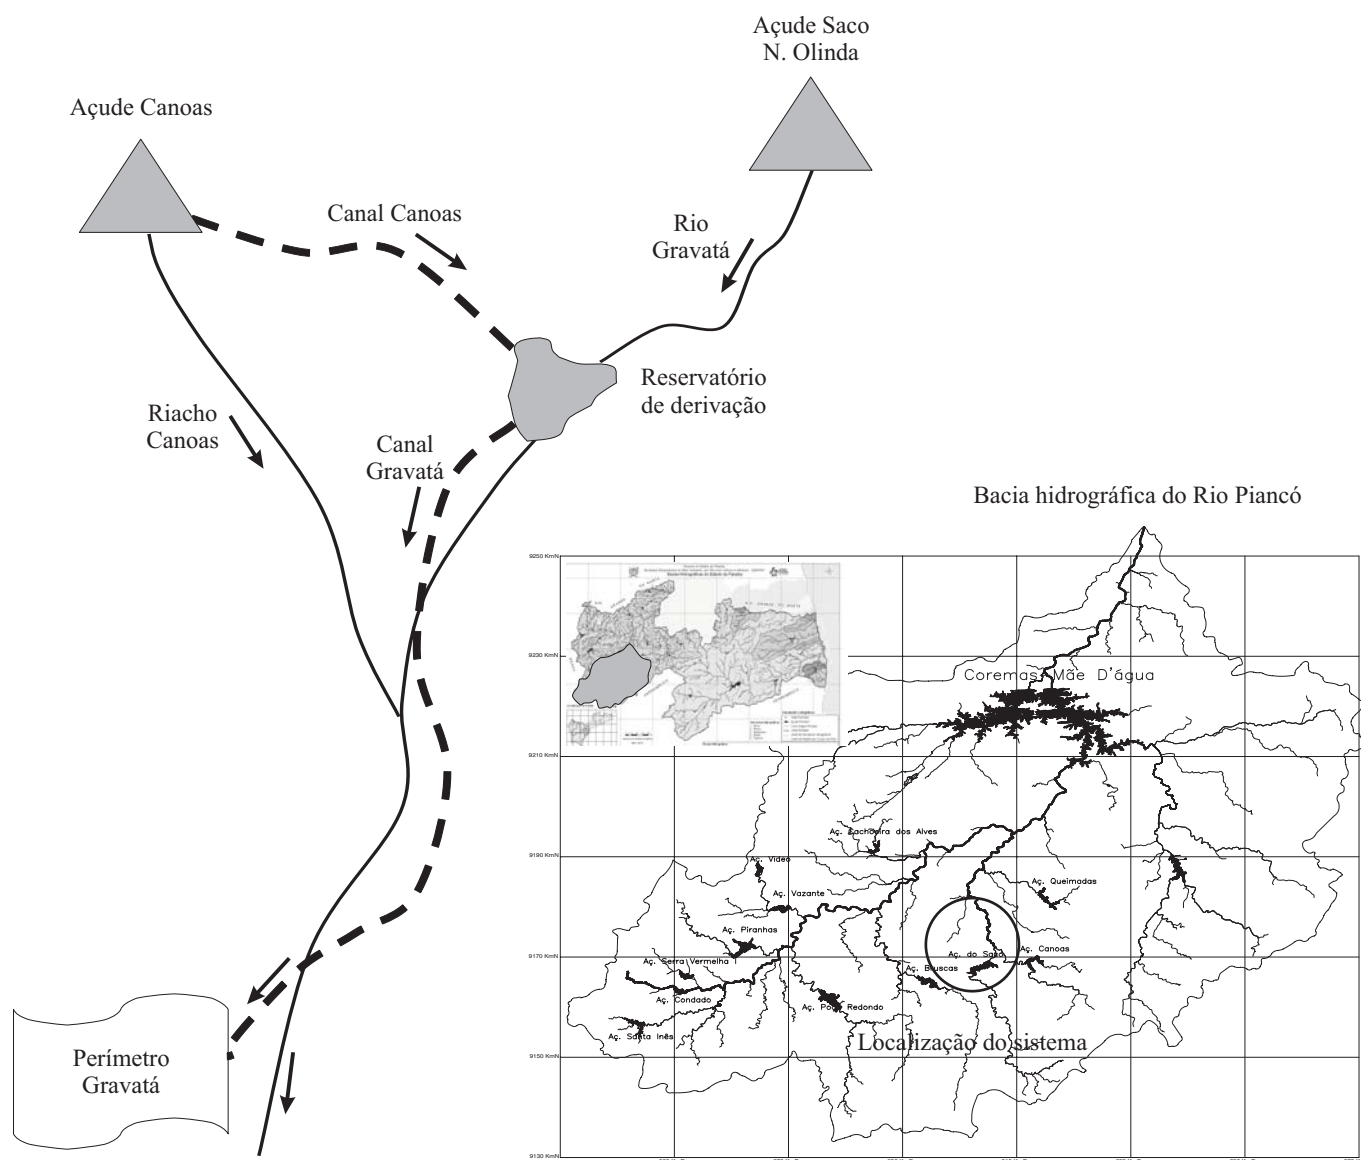 Açude Saco
N. Olinda
Açude Canoas
Canal Canoas
Rio
Gravatá
Reservatório
de derivação
Riacho
Canoas
Canal
Gravatá
Bacia hidrográfica do Rio Piancó
9250 KmN
9230 KmN
Coremas Mãe D'água
9210 KmN
Aç. Cachoeira dos Alves
9190 KmN
Aç. Video
Aç. Queimadas
Aç. Vazante
Aç. Piranhas
Aç. Canoas
Aç. do Saco
9170 KmN
Aç. Serra Vermelha I
Aç. Bruscas
Aç. Condado
Aç. Poço Redondo
Aç. Santa Inês
Localização do sistema
9150 KmN
Perímetro
Gravatá
9130 KmN